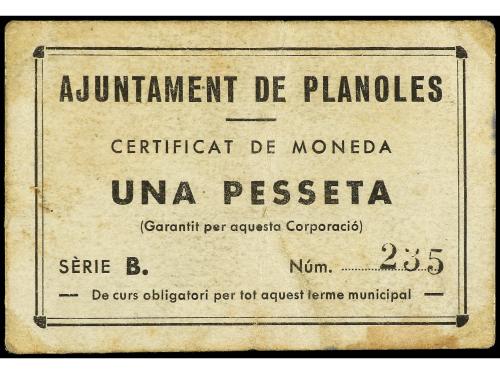 AJUNTAMENT DE PLANOLES
CERTIFICAT DE MONEDA
UNA PESSETA
(Garantit per aquesta Corporació)
SÈRIE B. Núm. 235
De curs obligatori per tot aquest terme municipal